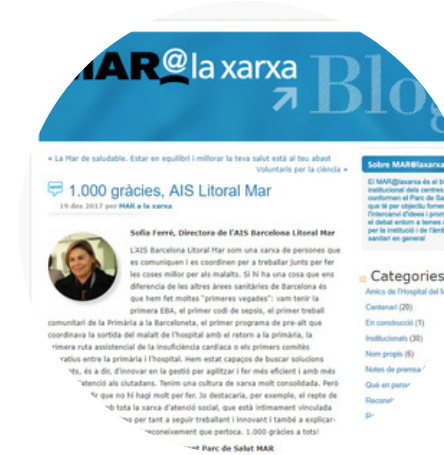 MAR@la xarxa
Blog
« La Mar de saludable. Estar en equilibri i millorar la teva salut està al teu abast
Voluntaris per la ciència »
1.000 gràcies, AIS Litoral Mar
19 des 2017 per MAR a la xarxa
Sofia Ferré, Directora de l'AIS Barcelona Litoral Mar
L'AIS Barcelona Litoral Mar som una xarxa de persones que
es comuniquen i es coordinen per a treballar junts per fer
les coses millor per als malalts. Si hi ha una cosa que ens
diferencia de les altres àrees sanitàries de Barcelona és
que hem fet moltes "primeres vegades": vam tenir la
primera EBA, el primer codi de sepsis, el primer treball
comunitari de la Primària a la Barceloneta, el primer programa de pre-alt que
coordinava la sortida del malalt de l'hospital amb el retorn a la primària, la
primera ruta assistencial de la insuficiència cardíaca o els primers comitès
ratius entre la primària i l'hospital. Hem estat capaços de buscar solucions
ts, és a dir, d'innovar en la gestió per agilitzar i fer més eficient i amb més
'atenció als ciutadans. Tenim una cultura de xarxa molt consolidada. Però
dir que no hi hagi molt per fer. Jo destacaria, per exemple, el repte de
mb tota la xarxa d'atenció social, que està íntimament vinculada
no per tant a seguir treballant i innovant i també a explicar-
reconeixement que pertoca. 1.000 gràcies a tots!
Parc de Salut MAR
Sobre MAR@laxarxa
El MAR@laxarxa és el b
institucional dels centres
conformen el Parc de Sa
que té per objectiu fomen
l'intercanvi d'idees i prom
el debat entorn a temes d
per la institució i de l'àmb
sanitari en general
Categories
Amics de l'Hospital del M
Centenari (20)
En construcció (1)
Institucionals (30)
Nom propis (6)
Notes de premsa
Què en pensen
Reconei